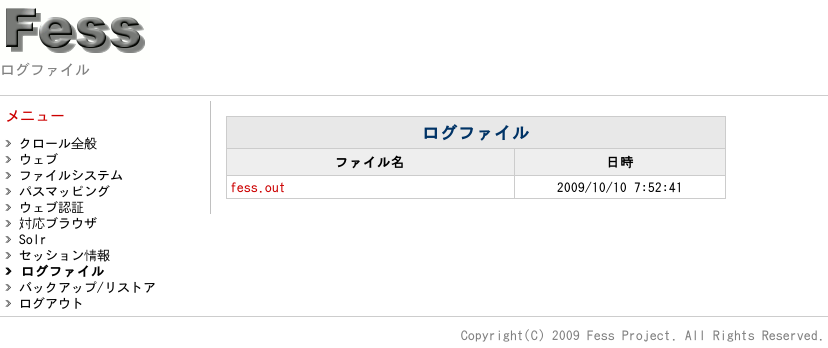 Fess
ログファイル
メニュー
クロール全般
ウェブ
ファイルシステム
パスマッピング
ウェブ認証
対応ブラウザ
Solr
セッション情報
ログファイル
バックアップ/リストア
ログアウト
ログファイル
ファイル名 日時
fess.out 2009/10/10 7:52:41
Copyright(C) 2009 Fess Project. All Rights Reserved.